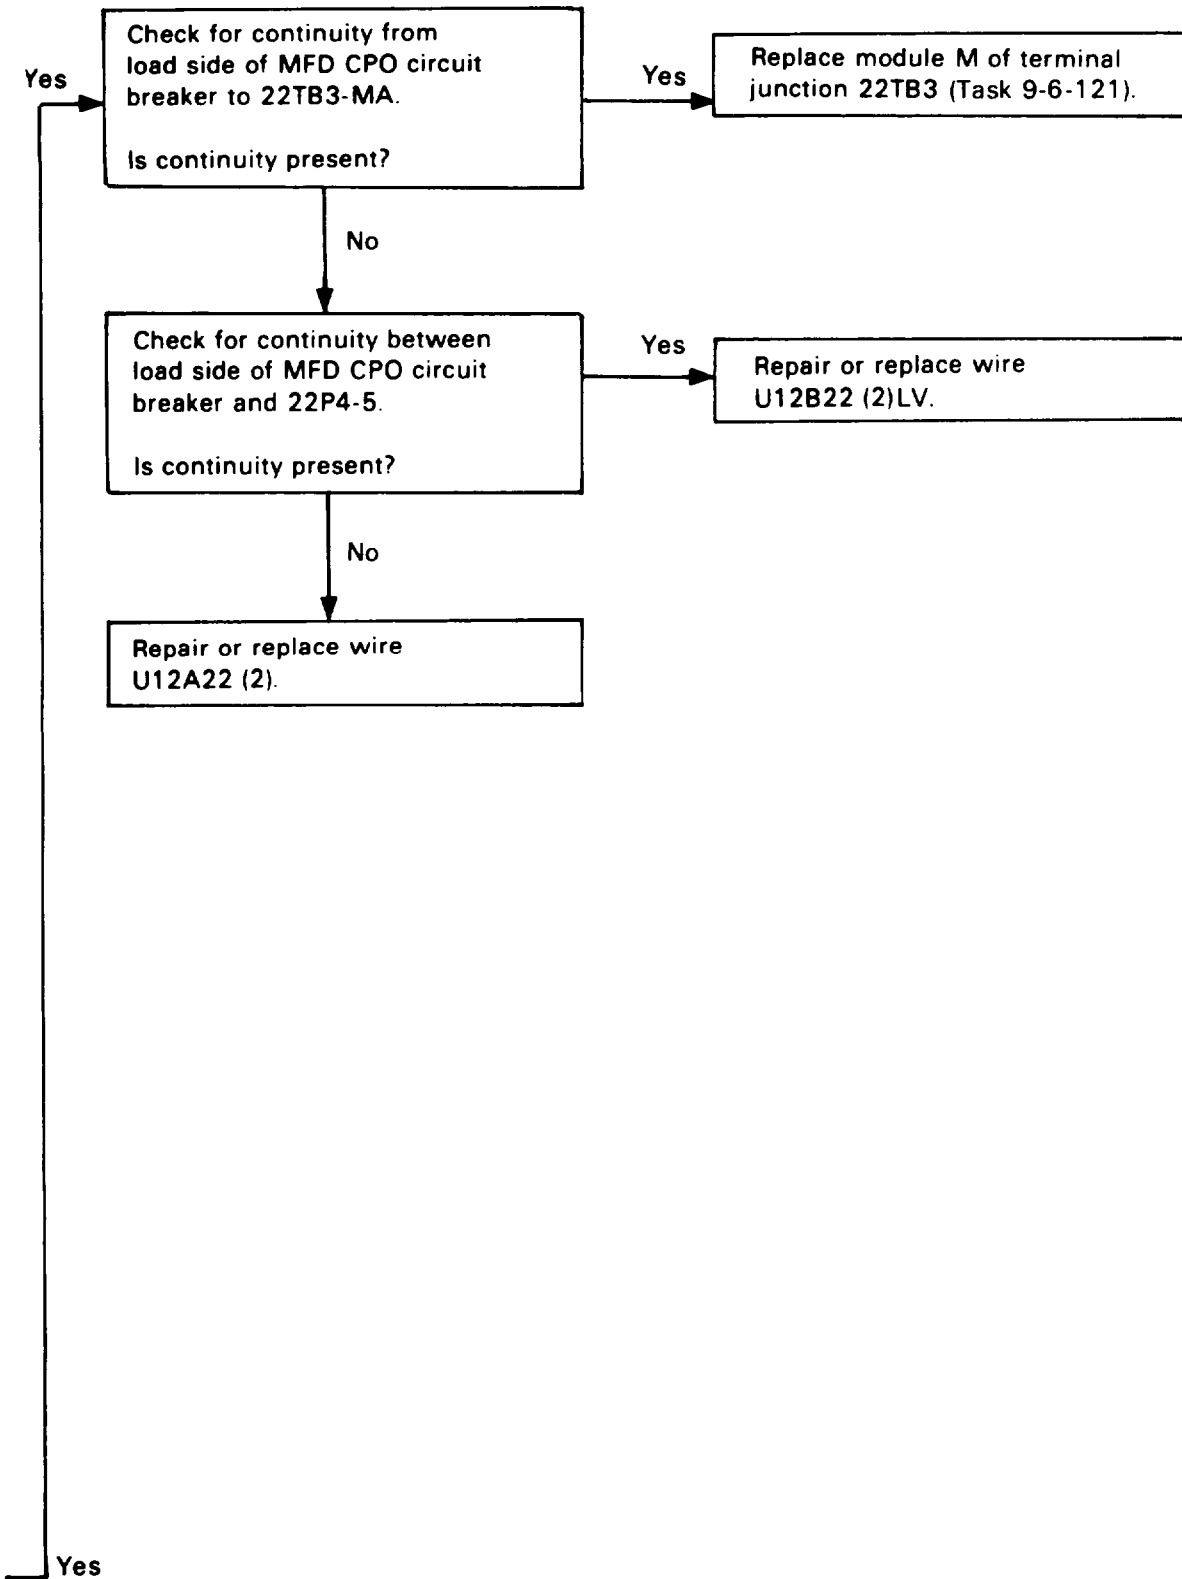 Check for continuity from
load side of MFD CPO circuit
breaker to 22TB3-MA.
Is continuity present?
Yes
Yes
Replace module M of terminal
junction 22TB3 (Task 9-6-121).
No
Check for continuity between
load side of MFD CPO circuit
breaker and 22P4-5.
Is continuity present?
Yes
Repair or replace wire
U12B22 (2)LV.
No
Repair or replace wire
U12A22 (2).
Yes